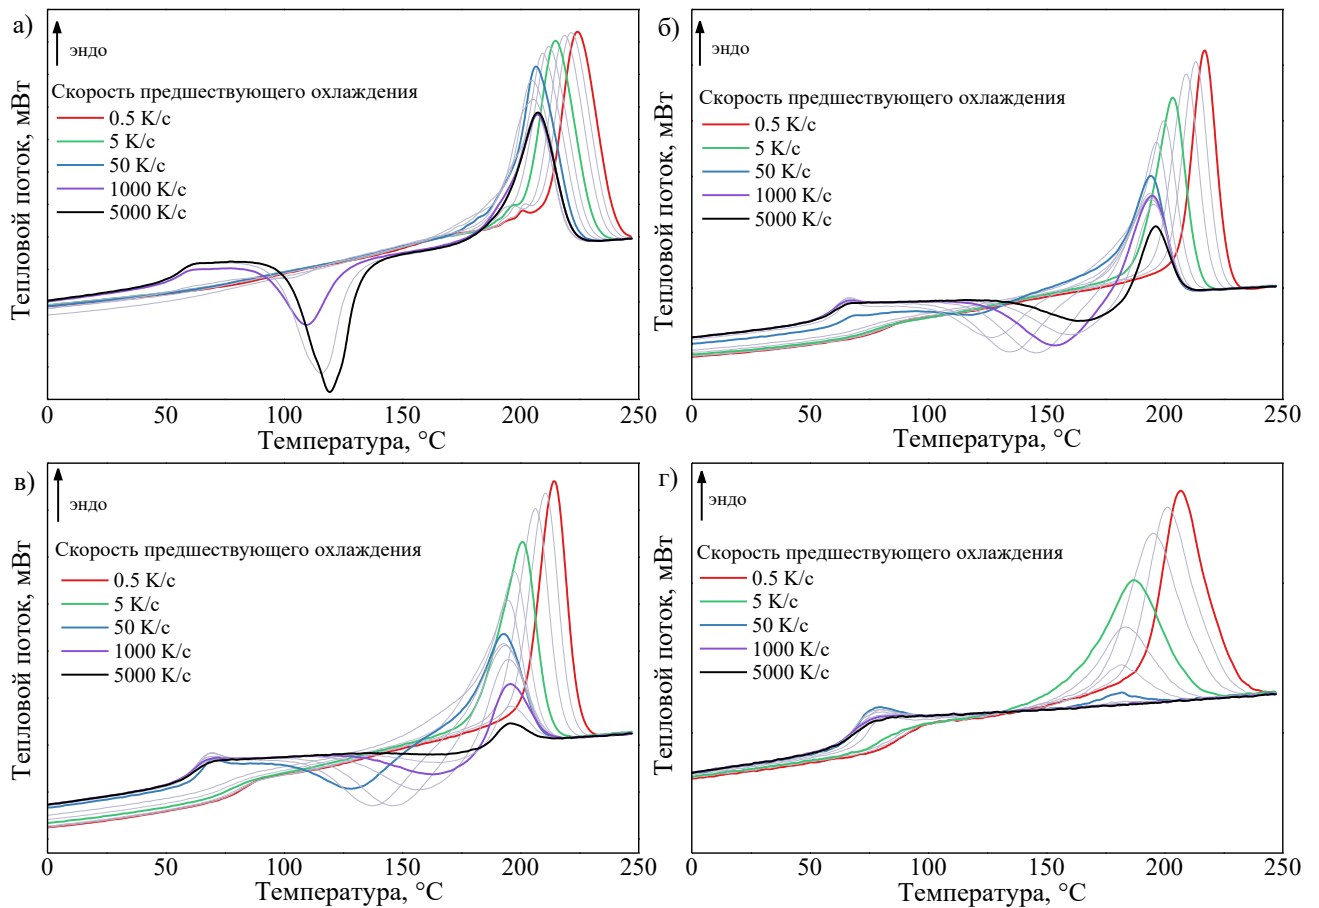 а)
эндо
Скорость предшествующего охлаждения
0.5 К/с
5 К/с
50 К/с
1000 К/с
5000 К/с
Тепловой поток, мВт
0 50 100 150 200 250
Температура, °C
б)
эндо
Скорость предшествующего охлаждения
0.5 К/с
5 К/с
50 К/с
1000 К/с
5000 К/с
Тепловой поток, мВт
0 50 100 150 200 250
Температура, °C
в)
эндо
Скорость предшествующего охлаждения
0.5 К/с
5 К/с
50 К/с
1000 К/с
5000 К/с
Тепловой поток, мВт
0 50 100 150 200 250
Температура, °C
г)
эндо
Скорость предшествующего охлаждения
0.5 К/с
5 К/с
50 К/с
1000 К/с
5000 К/с
Тепловой поток, мВт
0 50 100 150 200 250
Температура, °C